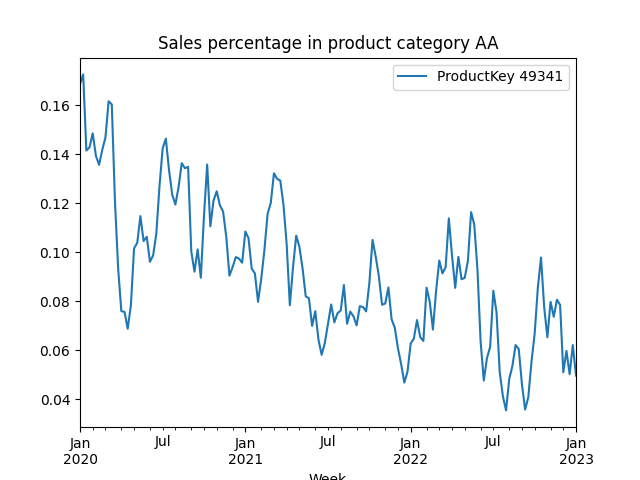 Sales percentage in product category AA
ProductKey 49341
0.16
0.14
0.12
0.10
0.08
0.06
0.04
Jan Jul Jan Jul Jan Jul Jan
2020 2021 2022 2023
Week